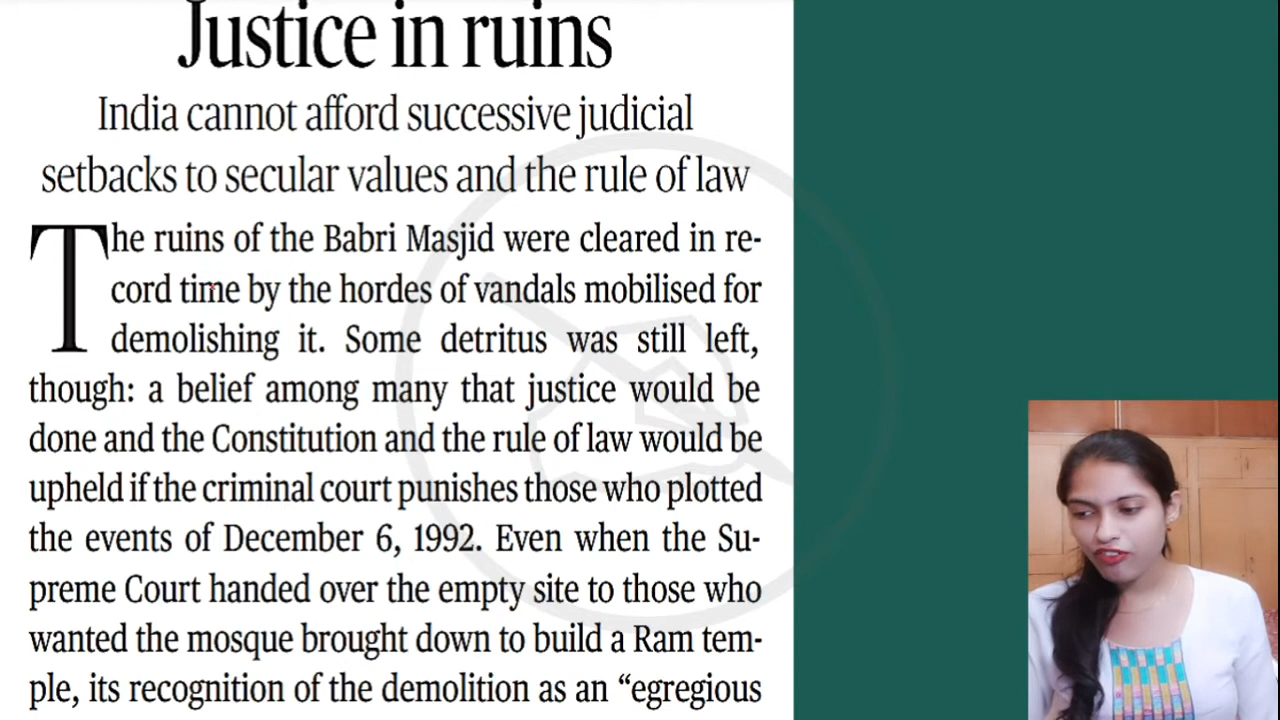 Justice in ruins
India cannot afford successive judicial
setbacks to secular values and the rule of law
The ruins of the Babri Masjid were cleared in re-
cord time by the hordes of vandals mobilised for
demolishing it. Some detritus was still left,
though: a belief among many that justice would be
done and the Constitution and the rule of law would be
upheld if the criminal court punishes those who plotted
the events of December 6, 1992. Even when the Su-
preme Court handed over the empty site to those who
wanted the mosque brought down to build a Ram tem-
ple, its recognition of the demolition as an “egregious